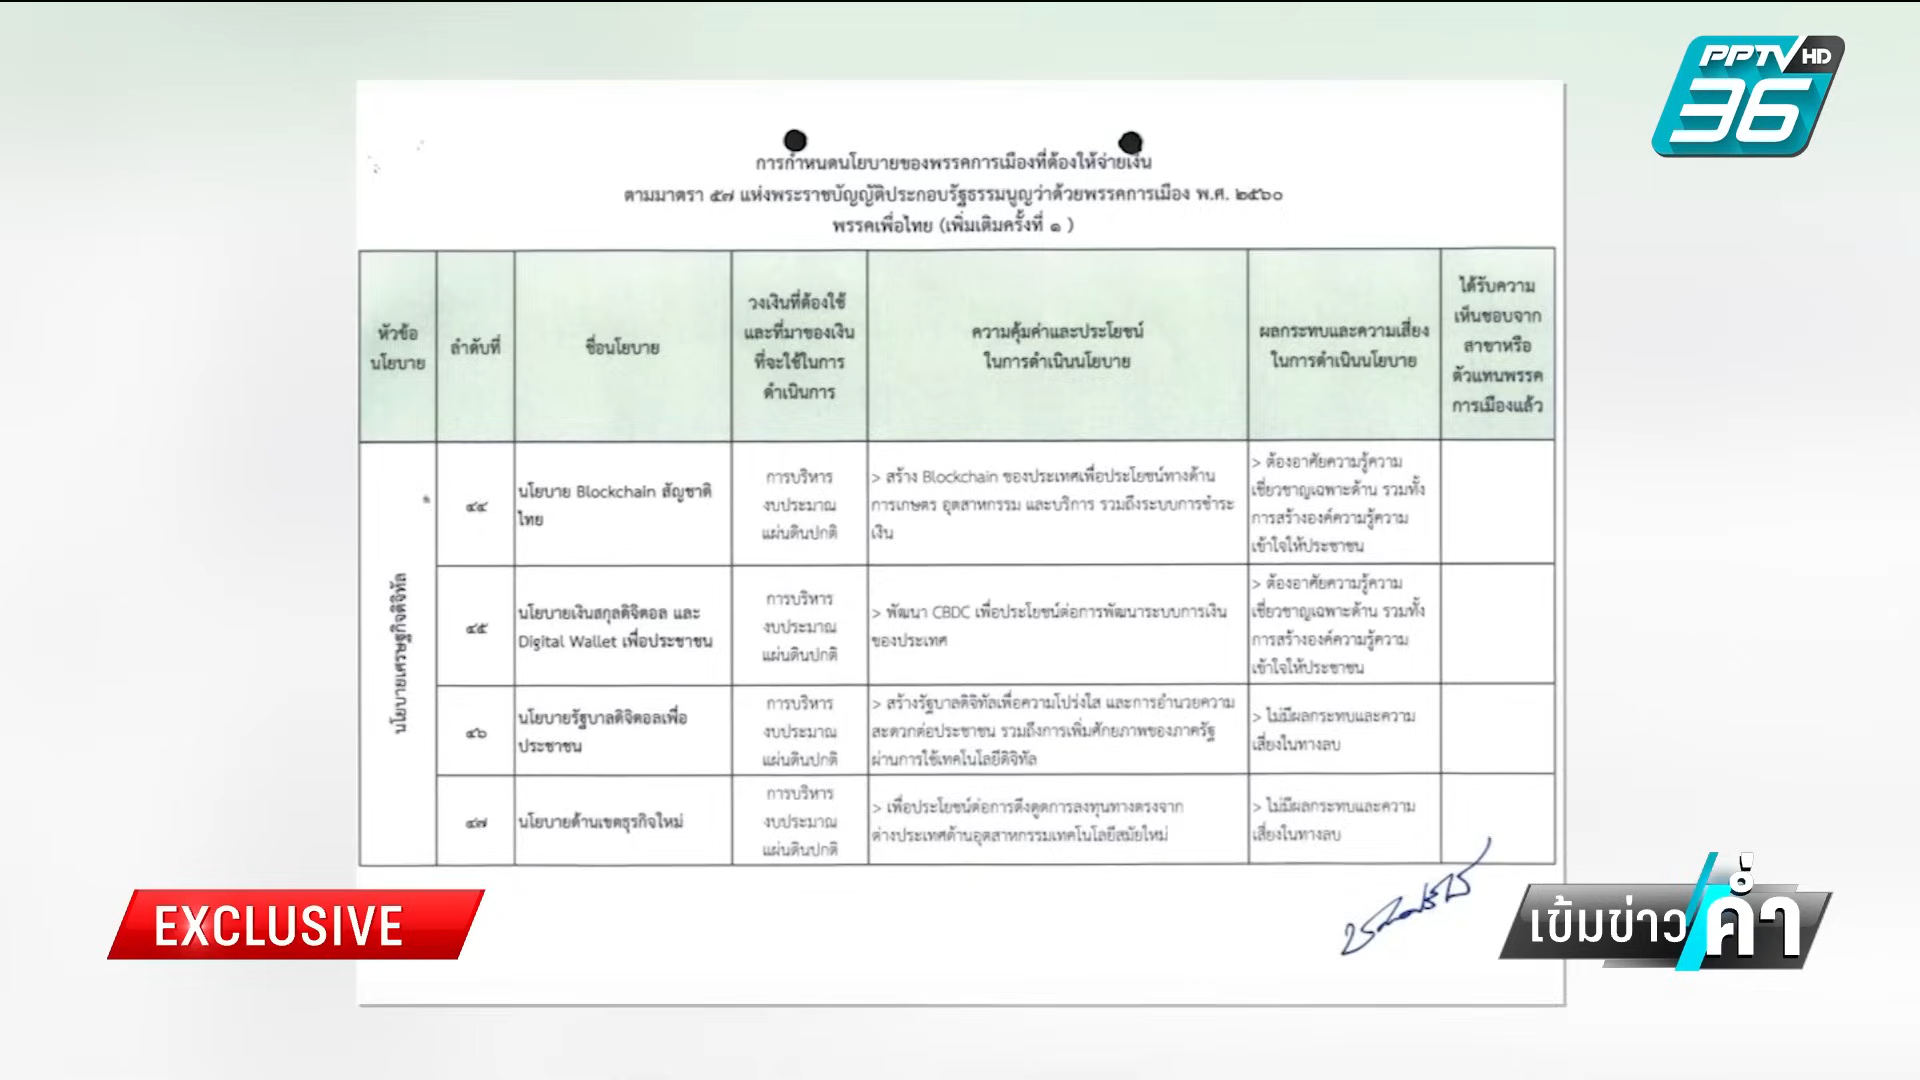 PPTV HD
36
การกำหนดนโยบายของพรรคการเมืองที่ต้องใช้จ่ายเงิน
ตามมาตรา ๕๗ แห่งพระราชบัญญัติประกอบรัฐธรรมนูญว่าด้วยพรรคการเมือง พ.ศ. ๒๕๖๐
พรรคเพื่อไทย (เพิ่มเติมครั้งที่ ๑ )
หัวข้อ
นโยบาย
ลำดับที่
ชื่อนโยบาย
วงเงินที่ต้องใช้
และที่มาของเงิน
ที่จะใช้ในการ
ดำเนินการ
ความคุ้มค่าและประโยชน์
ในการดำเนินนโยบาย
ผลกระทบและความเสี่ยง
ในการดำเนินนโยบาย
ได้รับความ
เห็นชอบจาก
สาขาหรือ
ตัวแทนพรรค
การเมืองแล้ว
นโยบายเศรษฐกิจดิจิทัล
๔๔
นโยบาย Blockchain สัญชาติ
ไทย
การบริหาร
งบประมาณ
แผ่นดินปกติ
> สร้าง Blockchain ของประเทศเพื่อประโยชน์ทางด้าน
การเกษตร อุตสาหกรรม และบริการ รวมถึงระบบการชำระ
เงิน
> ต้องอาศัยความรู้ความ
เชี่ยวชาญเฉพาะด้าน รวมทั้ง
การสร้างองค์ความรู้ความ
เข้าใจให้ประชาชน
๔๕
นโยบายเงินสกุลดิจิตอล และ
Digital Wallet เพื่อประชาชน
การบริหาร
งบประมาณ
แผ่นดินปกติ
> พัฒนา CBDC เพื่อประโยชน์ต่อการพัฒนาระบบการเงิน
ของประเทศ
> ต้องอาศัยความรู้ความ
เชี่ยวชาญเฉพาะด้าน รวมทั้ง
การสร้างองค์ความรู้ความ
เข้าใจให้ประชาชน
๔๖
นโยบายรัฐบาลดิจิตอลเพื่อ
ประชาชน
การบริหาร
งบประมาณ
แผ่นดินปกติ
> สร้างรัฐบาลดิจิทัลเพื่อความโปร่งใส และการอำนวยความ
สะดวกต่อประชาชน รวมถึงการเพิ่มศักยภาพของภาครัฐ
ผ่านการใช้เทคโนโลยีดิจิทัล
> ไม่มีผลกระทบและความ
เสี่ยงในทางลบ
๔๗
นโยบายด้านเขตธุรกิจใหม่
การบริหาร
งบประมาณ
แผ่นดินปกติ
> เพื่อประโยชน์ต่อการดึงดูดการลงทุนทางตรงจาก
ต่างประเทศด้านอุตสาหกรรมเทคโนโลยีสมัยใหม่
> ไม่มีผลกระทบและความ
เสี่ยงในทางลบ
EXCLUSIVE
เข้มข่าวค่ำ